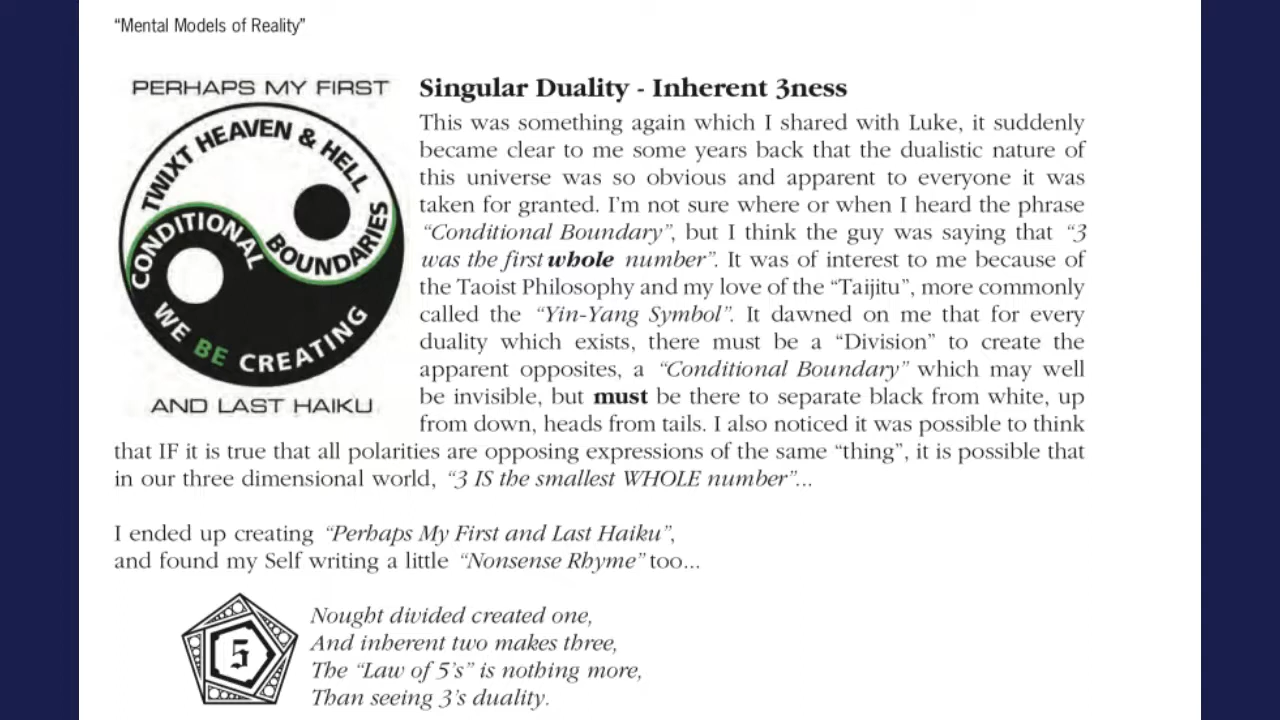 “Mental Models of Reality”
PERHAPS MY FIRST
TWIXT HEAVEN & HELL
CONDITIONAL BOUNDARIES
WE BE CREATING
AND LAST HAIKU
Singular Duality - Inherent 3ness
This was something again which I shared with Luke, it suddenly
became clear to me some years back that the dualistic nature of
this universe was so obvious and apparent to everyone it was
taken for granted. I’m not sure where or when I heard the phrase
“Conditional Boundary”, but I think the guy was saying that “3
was the first whole number”. It was of interest to me because of
the Taoist Philosophy and my love of the “Taijitu”, more commonly
called the “Yin-Yang Symbol”. It dawned on me that for every
duality which exists, there must be a “Division” to create the
apparent opposites, a “Conditional Boundary” which may well
be invisible, but must be there to separate black from white, up
from down, heads from tails. I also noticed it was possible to think
that IF it is true that all polarities are opposing expressions of the same “thing”, it is possible that
in our three dimensional world, “3 IS the smallest WHOLE number”...
I ended up creating “Perhaps My First and Last Haiku”,
and found my Self writing a little “Nonsense Rhyme” too...
5
Nought divided created one,
And inherent two makes three,
The “Law of 5’s” is nothing more,
Than seeing 3’s duality.